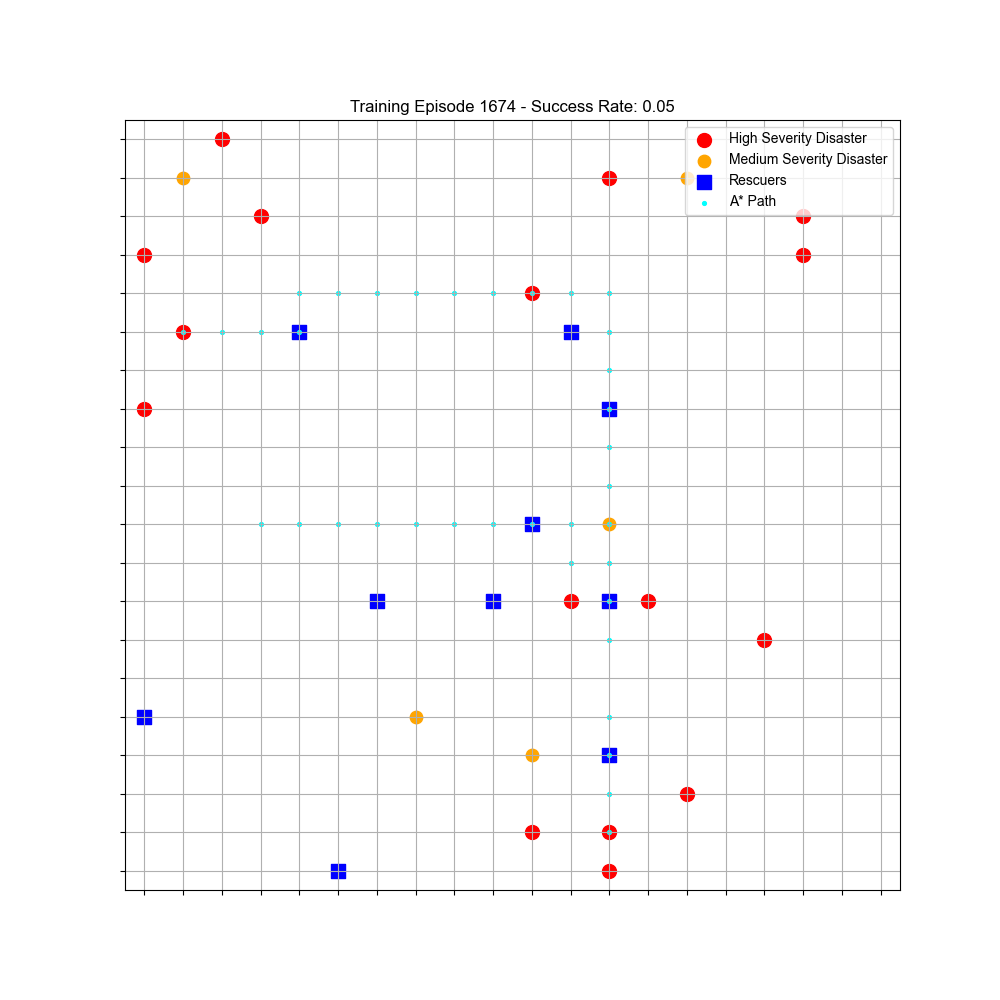 Training Episode 1674 - Success Rate: 0.05
High Severity Disaster
Medium Severity Disaster
Rescuers
A* Path